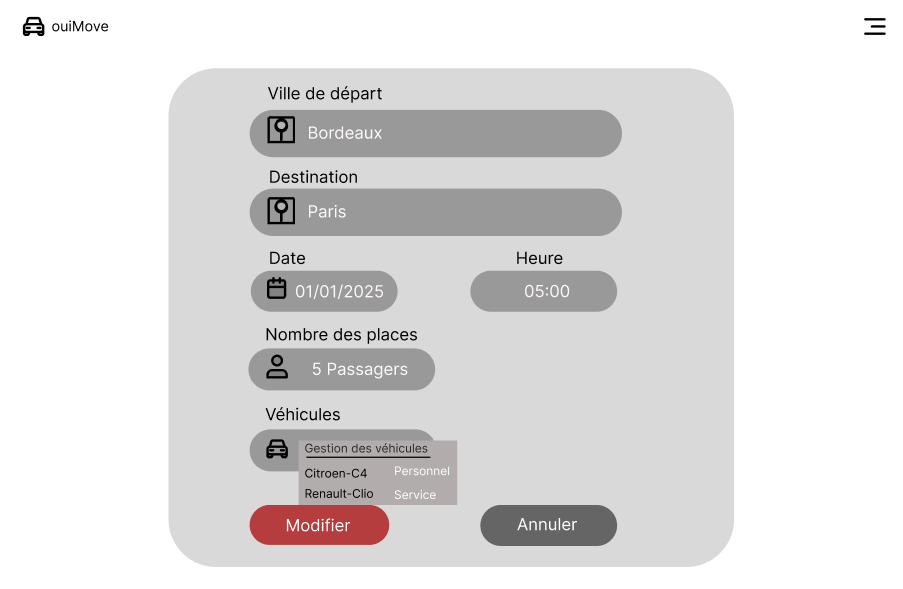 ouiMove
Ville de départ
Bordeaux
Destination
Paris
Date
Heure
01/01/2025
05:00
Nombre des places
5 Passagers
Véhicules
Gestion des véhicules
Citroen-C4 Personnel
Renault-Clio Service
Modifier
Annuler